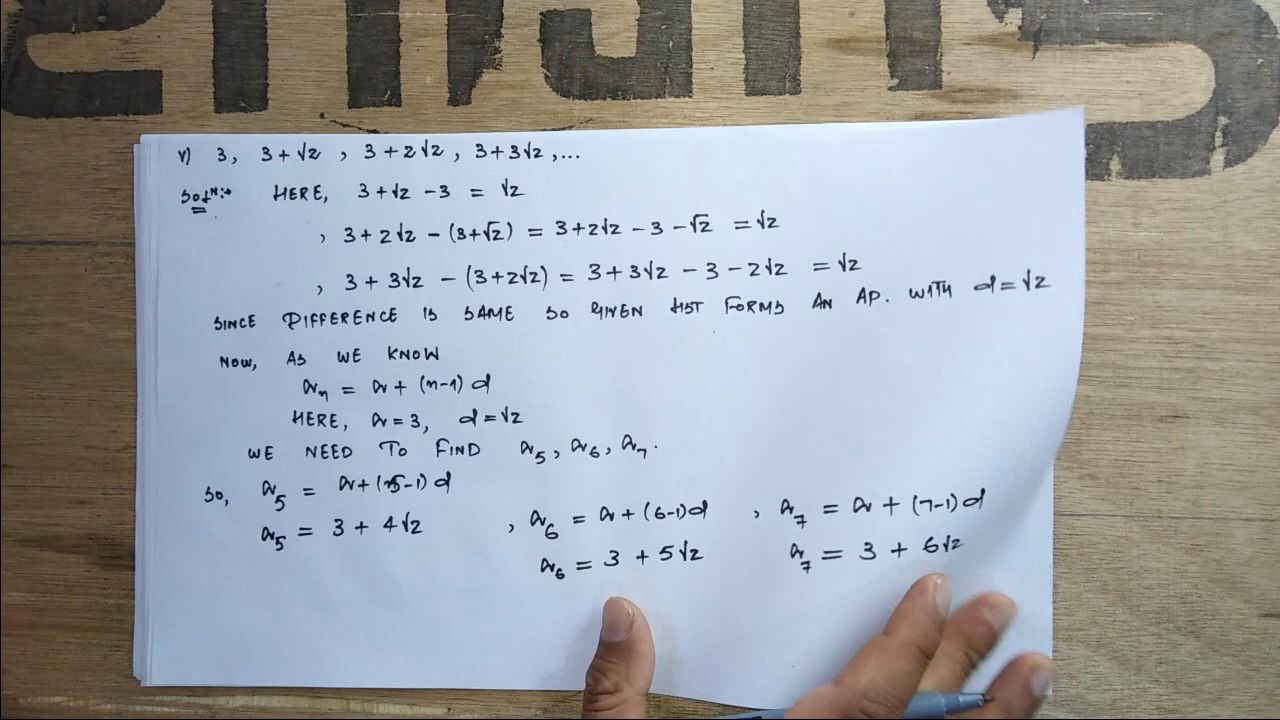 v) 3, 3+√2, 3+2√2, 3+3√2,...
Solⁿ:→ HERE, 3+√2 -3 = √2
, 3+2√2 - (3+√2) = 3+2√2 - 3 - √2 = √2
, 3+3√2 - (3+2√2) = 3+3√2 - 3 - 2√2 = √2
SINCE DIFFERENCE IS SAME SO GIVEN LIST FORMS AN AP. WITH d=√2
NOW, AS WE KNOW
aₙ = a + (n-1) d
HERE, a=3, d=√2
WE NEED TO FIND a₅, a₆, a₇.
So, a₅ = a+(5-1)d
a₅ = 3 + 4√2
, a₆ = a + (6-1)d
a₆ = 3 + 5√2
, a₇ = a + (7-1)d
a₇ = 3 + 6√2